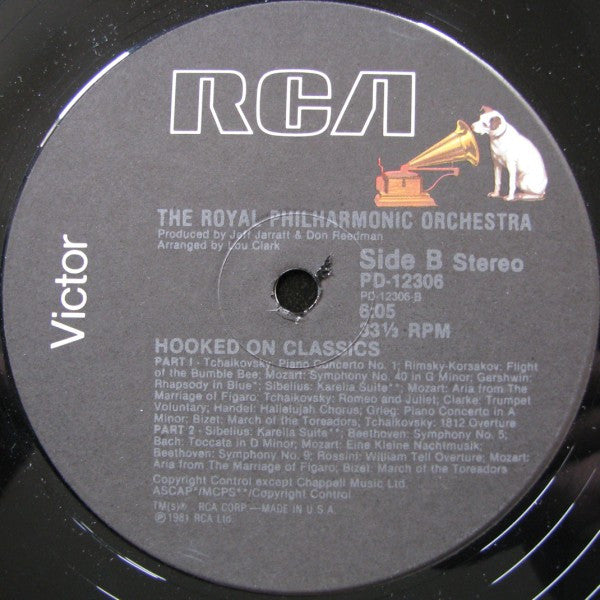 RCA
THE ROYAL PHILHARMONIC ORCHESTRA
Produced by Jeff Jarratt & Don Reedman
Arranged by Lou Clark
Side B Stereo
PD-12306
PD-12306-B
6:05
33⅓ RPM
Victor
HOOKED ON CLASSICS
PART I - Tchaikovsky: Piano Concerto No. 1; Rimsky-Korsakov: Flight
of the Bumble Bee; Mozart: Symphony No. 40 in G Minor; Gershwin:
Rhapsody In Blue*; Sibelius: Karelia Suite**; Mozart: Aria from The
Marriage of Figaro; Tchaikovsky: Romeo and Juliet; Clarke: Trumpet
Voluntary; Handel: Hallelujah Chorus; Grieg: Piano Concerto in A
Minor; Bizet: March of the Toreadors; Tchaikovsky: 1812 Overture
PART 2 - Sibelius: Karelia Suite**; Beethoven: Symphony No. 5;
Bach: Toccata in D Minor; Mozart: Eine Kleine Nachtmusik;
Beethoven: Symphony No. 9; Rossini: William Tell Overture; Mozart:
Aria from The Marriage of Figaro; Bizet: March of the Toreadors
Copyright Control except Chappell Music Ltd.
ASCAP*/MCPS**/Copyright Control
TM(s)® RCA CORP—MADE IN U.S.A.
℗1981 RCA Ltd.